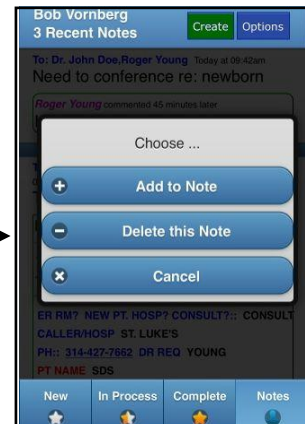 Bob Vornberg
3 Recent Notes
Create
Options
To: Dr. John Doe,Roger Young Today at 09:42am
Need to conference re: newborn
Roger Young commented 45 minutes later
Choose ...
Add to Note
Delete this Note
Cancel
ER RM? NEW PT. HOSP? CONSULT?:: CONSULT
CALLER/HOSP ST. LUKE'S
PH:: 314-427-7662 DR REQ YOUNG
PT NAME SDS
New
In Process
Complete
Notes